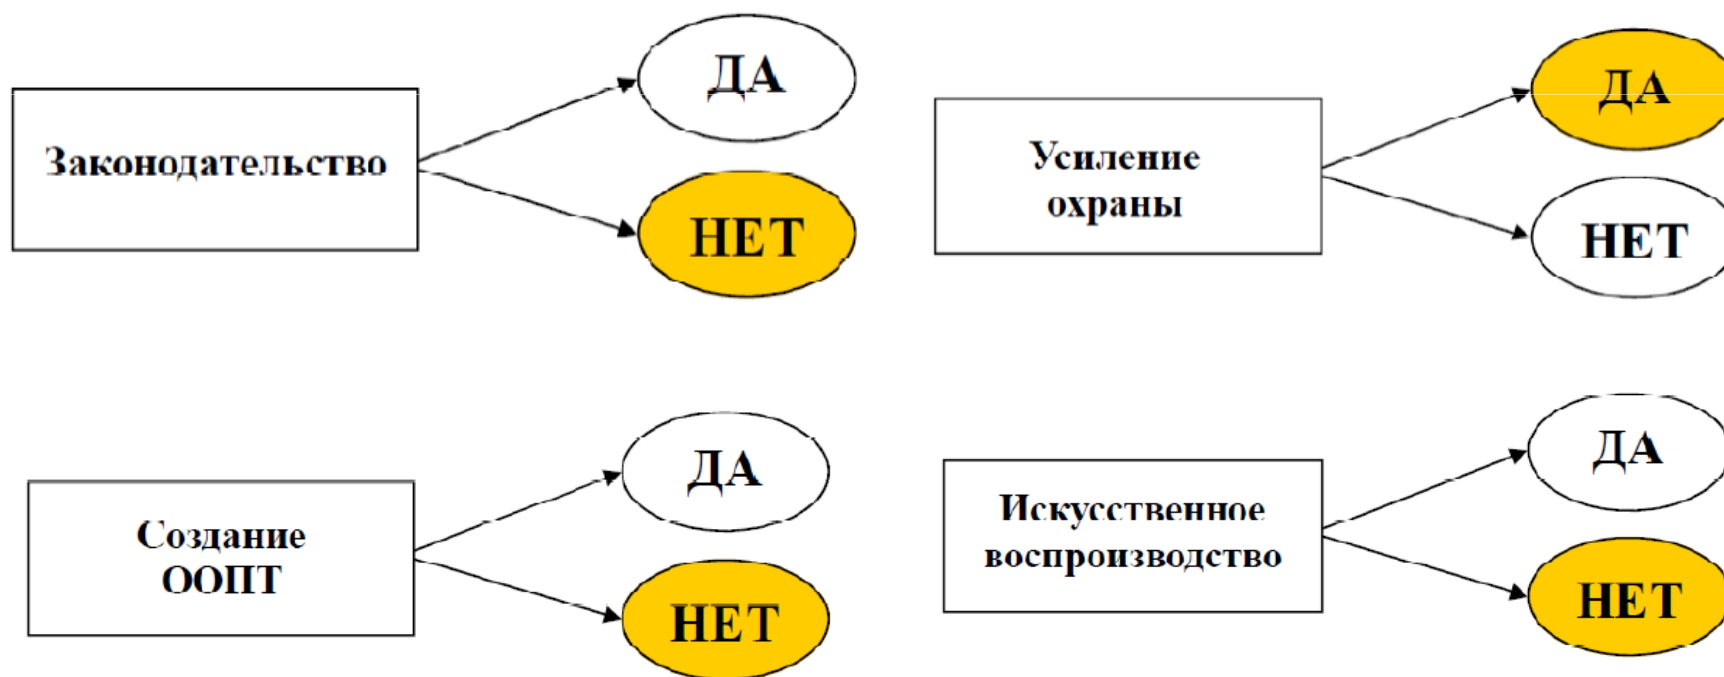 Законодательство
ДА
НЕТ
Усиление
охраны
ДА
НЕТ
Создание
ООПТ
ДА
НЕТ
Искусственное
воспроизводство
ДА
НЕТ